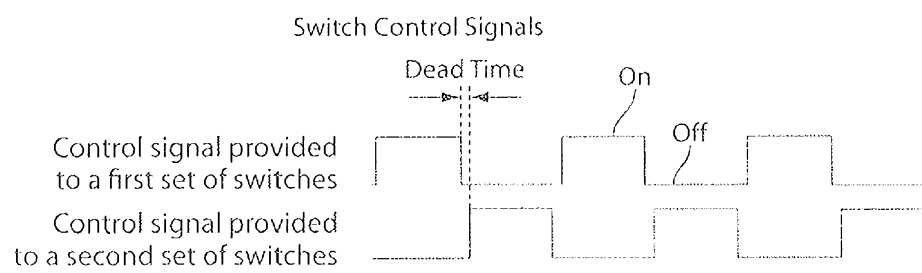 Switch Control Signals
Dead Time
On
Off
Control signal provided
to a first set of switches
Control signal provided
to a second set of switches